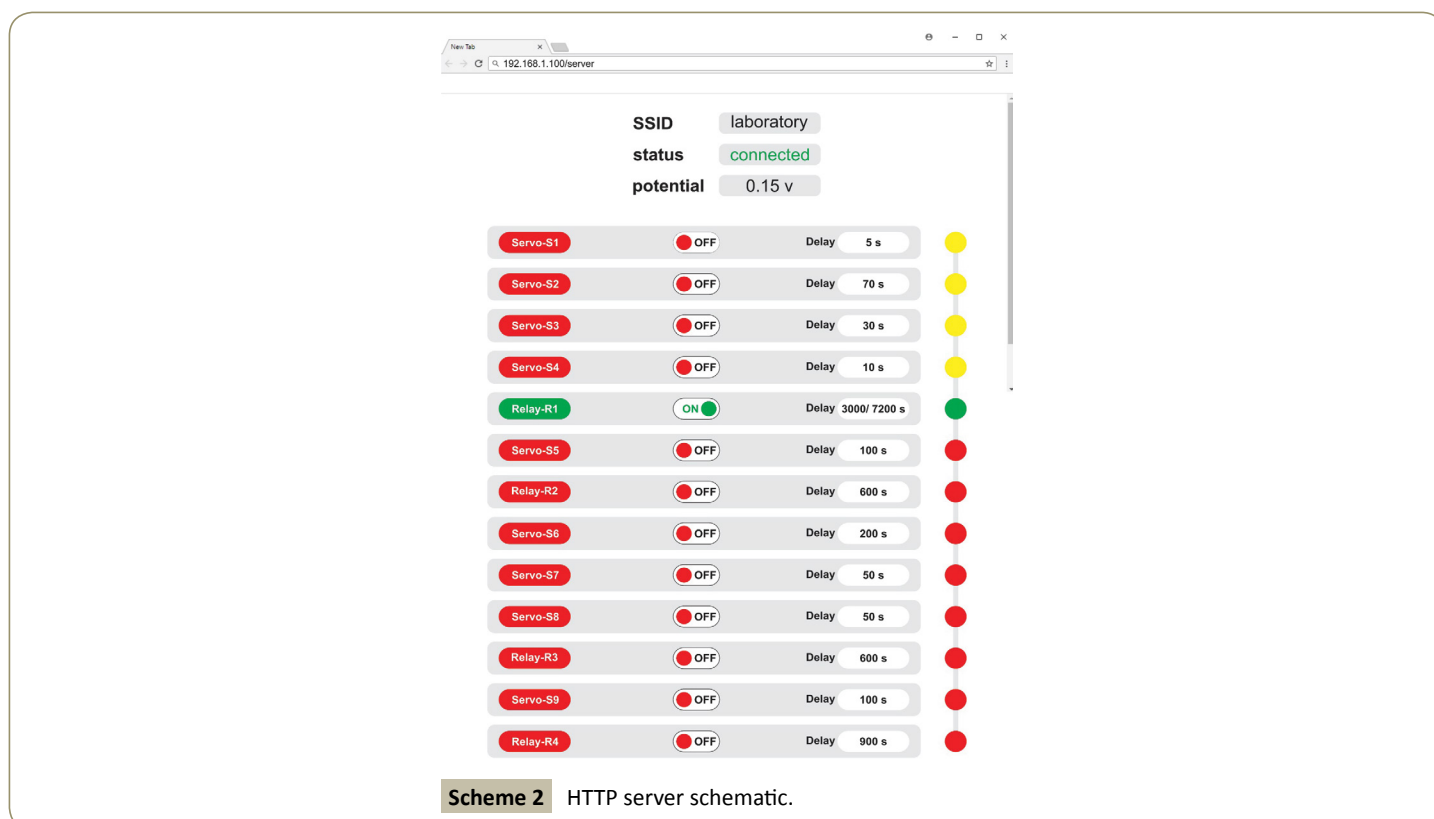 New Tab
192.168.1.100/server
SSID laboratory
status connected
potential 0.15 v
Servo-S1 OFF Delay 5 s
Servo-S2 OFF Delay 70 s
Servo-S3 OFF Delay 30 s
Servo-S4 OFF Delay 10 s
Relay-R1 ON Delay 3000/ 7200 s
Servo-S5 OFF Delay 100 s
Relay-R2 OFF Delay 600 s
Servo-S6 OFF Delay 200 s
Servo-S7 OFF Delay 50 s
Servo-S8 OFF Delay 50 s
Relay-R3 OFF Delay 600 s
Servo-S9 OFF Delay 100 s
Relay-R4 OFF Delay 900 s
Scheme 2 HTTP server schematic.